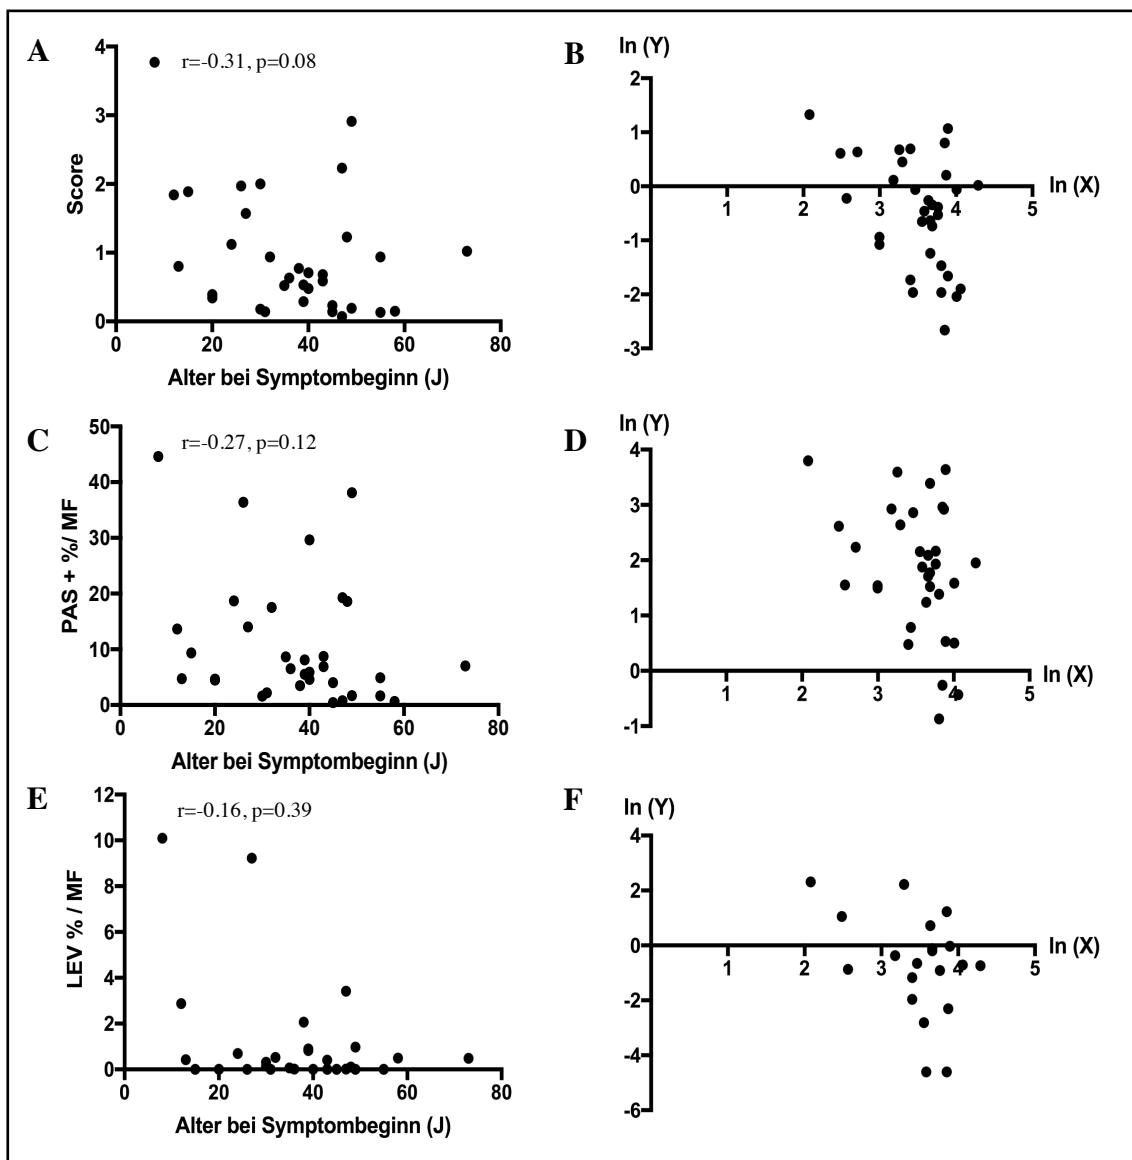 A
r=-0.31, p=0.08
4
3
2
1
0
Score
0 20 40 60 80
Alter bei Symptombeginn (J)
B
ln (Y)
2
1
0
-1
-2
-3
1 2 3 4 5
ln (X)
C
r=-0.27, p=0.12
50
40
30
20
10
0
PAS + %/ MF
0 20 40 60 80
Alter bei Symptombeginn (J)
D
ln (Y)
4
3
2
1
0
-1
1 2 3 4 5
ln (X)
E
r=-0.16, p=0.39
12
10
8
6
4
2
0
LEV % / MF
0 20 40 60 80
Alter bei Symptombeginn (J)
F
ln (Y)
4
2
0
-2
-4
-6
1 2 3 4 5
ln (X)